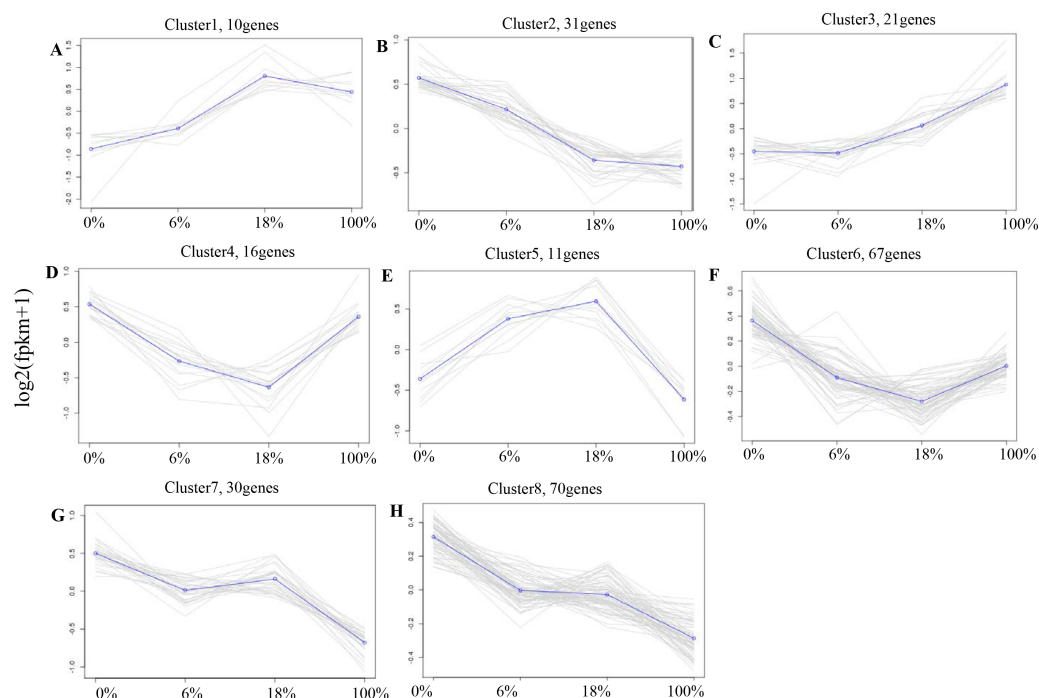 Cluster1, 10genes
Cluster2, 31genes
Cluster3, 21genes
A
B
C
1.5
1.0
0.5
0.0
-0.5
-1.0
-1.5
-2.0
1.0
0.5
0.0
-0.5
1.5
1.0
0.5
0.0
-0.5
-1.0
-1.5
0% 6% 18% 100%
0% 6% 18% 100%
0% 6% 18% 100%
Cluster4, 16genes
Cluster5, 11genes
Cluster6, 67genes
D
E
F
log2(fpkm+1)
1.0
0.5
0.0
-0.5
-1.0
0.5
0.0
-0.5
-1.0
0.6
0.4
0.2
0.0
-0.2
-0.4
0% 6% 18% 100%
0% 6% 18% 100%
0% 6% 18% 100%
Cluster7, 30genes
Cluster8, 70genes
G
H
1.0
0.5
0.0
-0.5
-1.0
0.4
0.2
0.0
-0.2
-0.4
0% 6% 18% 100%
0% 6% 18% 100%